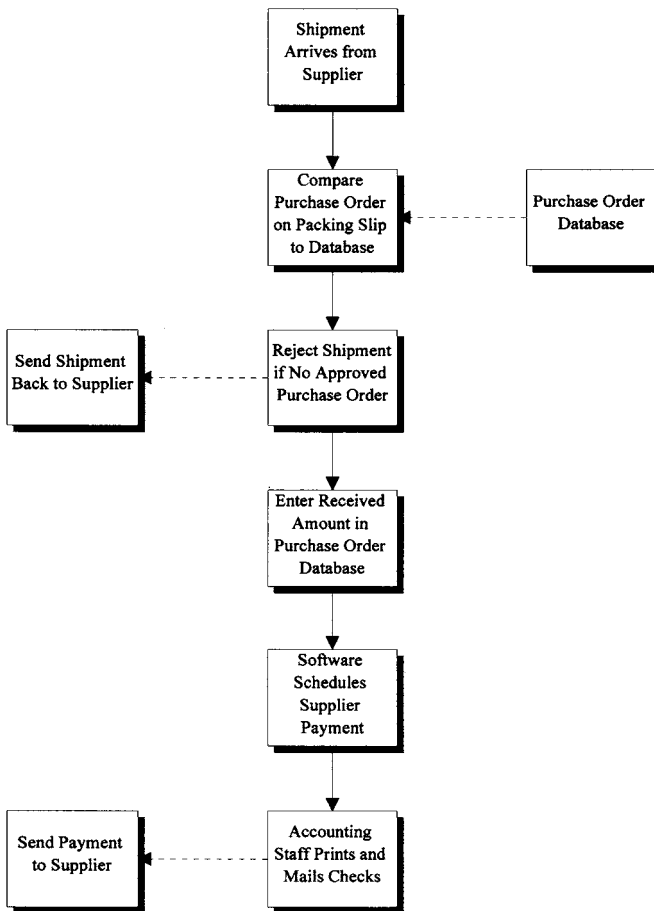 Shipment
Arrives from
Supplier
Compare
Purchase Order
on Packing Slip
to Database
Purchase Order
Database
Send Shipment
Back to Supplier
Reject Shipment
if No Approved
Purchase Order
Enter Received
Amount in
Purchase Order
Database
Software
Schedules
Supplier
Payment
Send Payment
to Supplier
Accounting
Staff Prints and
Mails Checks